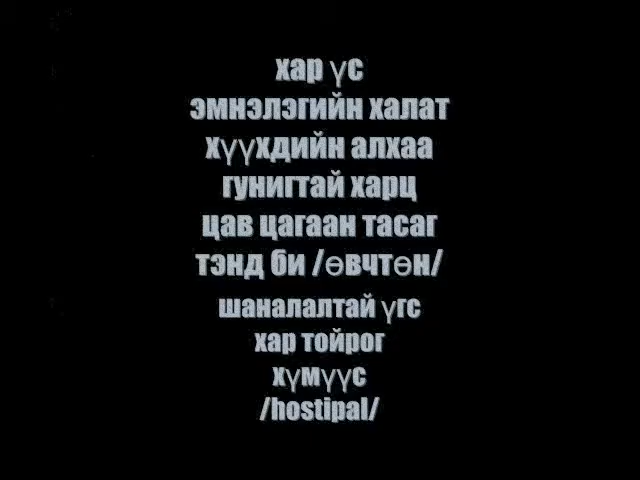 хар үс
эмнэлэгийн халат
хүүхдийн алхаа
гунигтай харц
цав цагаан тасаг
тэнд би /өвчтөн/
шаналалтай үгс
хар тойрог
хүмүүс
/hostipal/